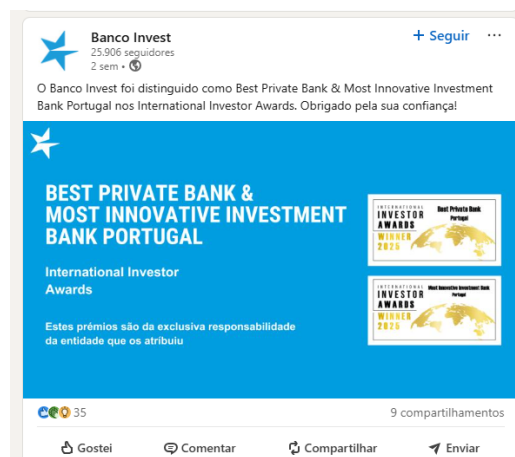 Banco Invest
+ Seguir ...
25.906 seguidores
2 sem •
O Banco Invest foi distinguido como Best Private Bank & Most Innovative Investment
Bank Portugal nos International Investor Awards. Obrigado pela sua confiança!
BEST PRIVATE BANK &
MOST INNOVATIVE INVESTMENT
BANK PORTUGAL
International Investor
Awards
Estes prémios são da exclusiva responsabilidade
da entidade que os atribuiu
INTERNATIONAL
INVESTOR
AWARDS
WINNER
2025
Best Private Bank
Portugal
INTERNATIONAL
INVESTOR
AWARDS
WINNER
2025
Most Innovative Investment Bank
Portugal
35
9 compartilhamentos
Gostei
Comentar
Compartilhar
Enviar